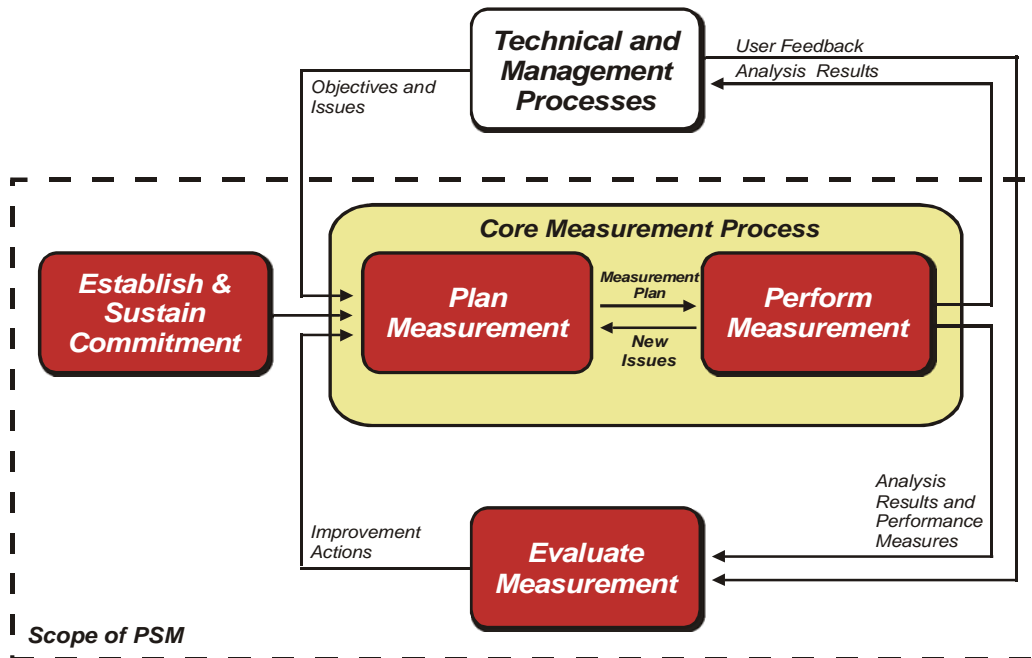 Technical and
Management
Processes
User Feedback
Analysis Results
Objectives and
Issues
Core Measurement Process
Establish &
Sustain
Commitment
Plan
Measurement
Measurement
Plan
New
Issues
Perform
Measurement
Analysis
Results and
Performance
Measures
Improvement
Actions
Evaluate
Measurement
Scope of PSM